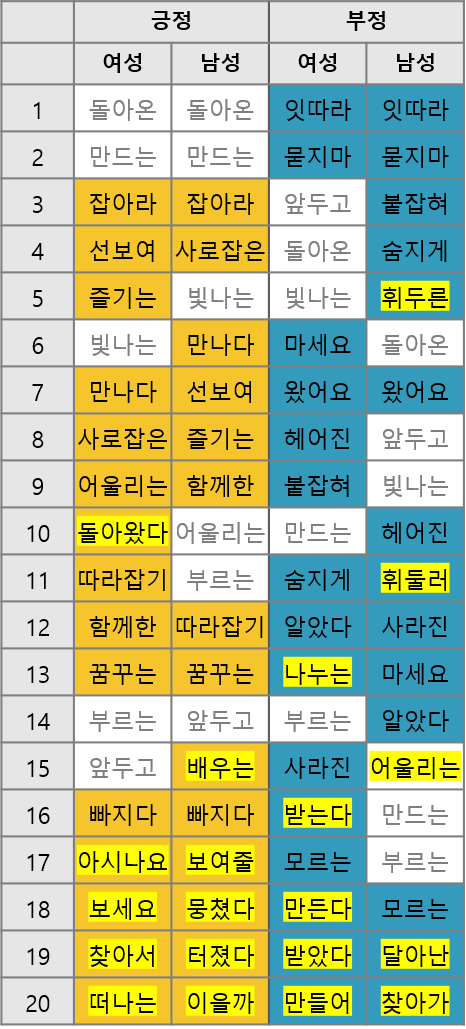 긍정 부정
여성 남성 여성 남성
1 돌아온 돌아온 잇따라 잇따라
2 만드는 만드는 묻지마 묻지마
3 잡아라 잡아라 앞두고 붙잡혀
4 선보여 사로잡은 돌아온 숨지게
5 즐기는 빛나는 빛나는 휘두른
6 빛나는 만나다 마세요 돌아온
7 만나다 선보여 왔어요 왔어요
8 사로잡은 즐기는 헤어진 앞두고
9 어울리는 함께한 붙잡혀 빛나는
10 돌아왔다 어울리는 만드는 헤어진
11 따라잡기 부르는 숨지게 휘둘러
12 함께한 따라잡기 알았다 사라진
13 꿈꾸는 꿈꾸는 나누는 마세요
14 부르는 앞두고 부르는 알았다
15 앞두고 배우는 사라진 어울리는
16 빠지다 빠지다 받는다 만드는
17 아시나요 보여줄 모르는 부르는
18 보세요 뭉쳤다 만든다 모르는
19 찾아서 터졌다 받았다 달아난
20 떠나는 이을까 만들어 찾아가